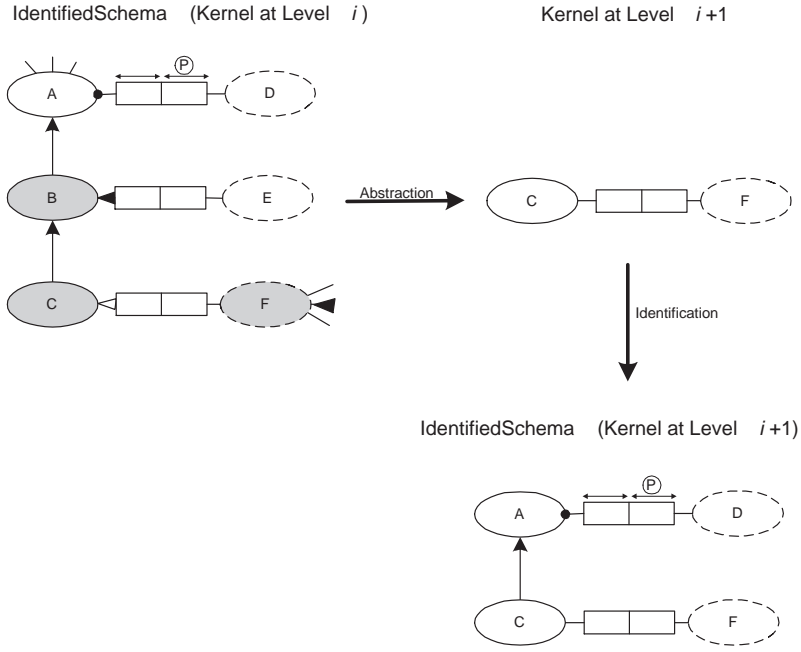 IdentifiedSchema (Kernel at Level i )
Kernel at Level i +1
P
A
D
B
E
Abstraction
C
F
C
F
Identification
IdentifiedSchema (Kernel at Level i +1)
P
A
D
C
F